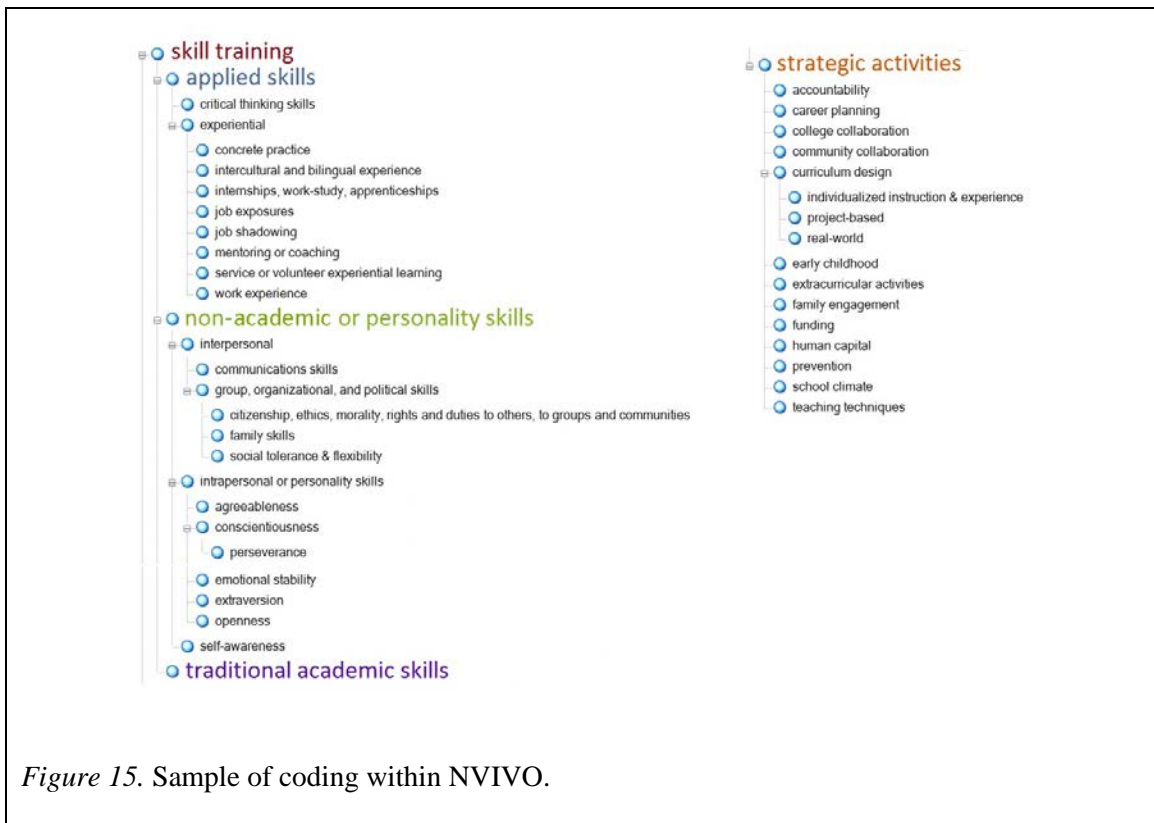 skill training
applied skills
critical thinking skills
experiential
concrete practice
intercultural and bilingual experience
internships, work-study, apprenticeships
job exposures
job shadowing
mentoring or coaching
service or volunteer experiential learning
work experience
non-academic or personality skills
interpersonal
communications skills
group, organizational, and political skills
citizenship, ethics, morality, rights and duties to others, to groups and communities
family skills
social tolerance & flexibility
intrapersonal or personality skills
agreeableness
conscientiousness
perseverance
emotional stability
extraversion
openness
self-awareness
traditional academic skills
strategic activities
accountability
career planning
college collaboration
community collaboration
curriculum design
individualized instruction & experience
project-based
real-world
early childhood
extracurricular activities
family engagement
funding
human capital
prevention
school climate
teaching techniques
Figure 15. Sample of coding within NVIVO.